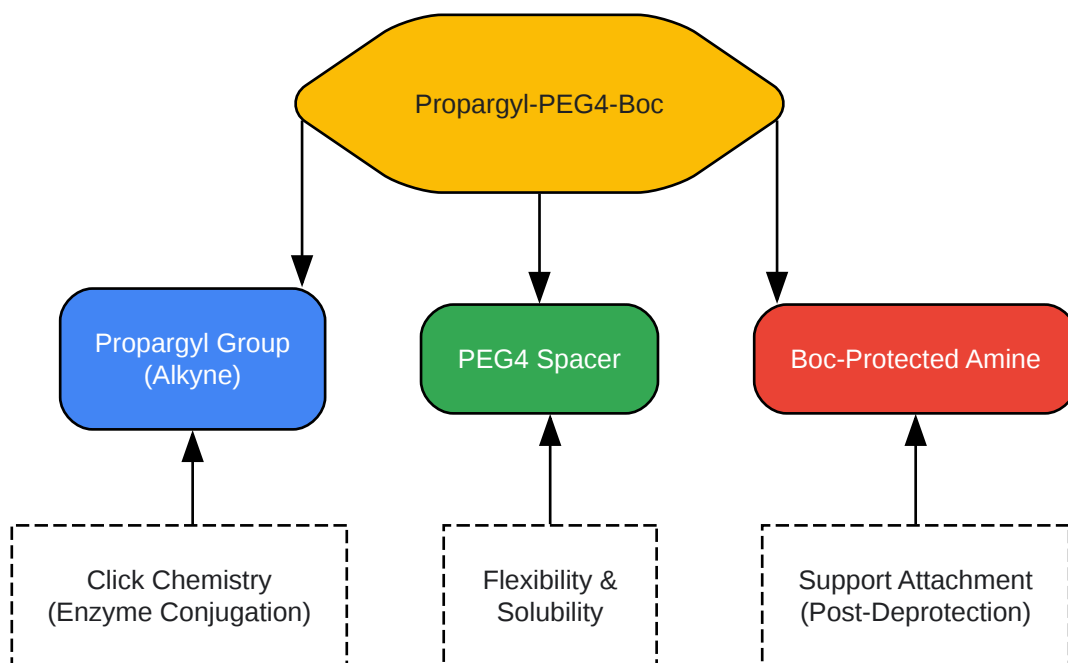 Propargyl-PEG4-Boc
Propargyl Group
(Alkyne)
PEG4 Spacer
Boc-Protected Amine
Click Chemistry
(Enzyme Conjugation)
Flexibility &
Solubility
Support Attachment
(Post-Deprotection)